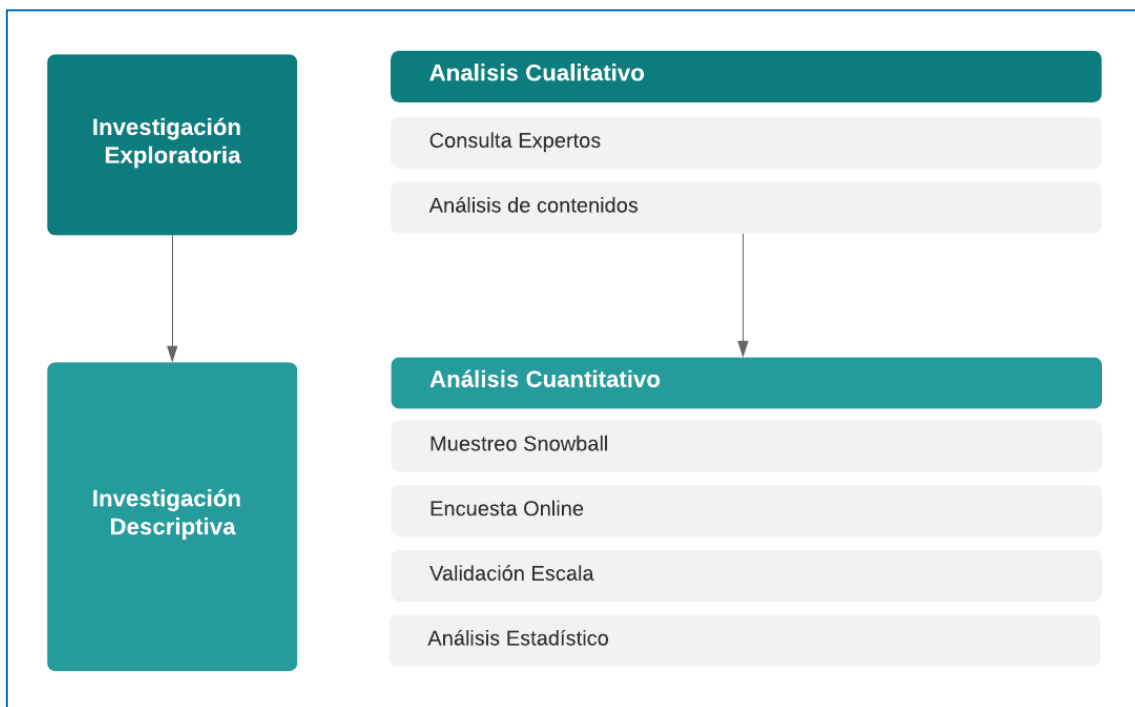 Investigación
Exploratoria
Analisis Cualitativo
Consulta Expertos
Análisis de contenidos
Investigación
Descriptiva
Análisis Cuantitativo
Muestreo Snowball
Encuesta Online
Validación Escala
Análisis Estadístico